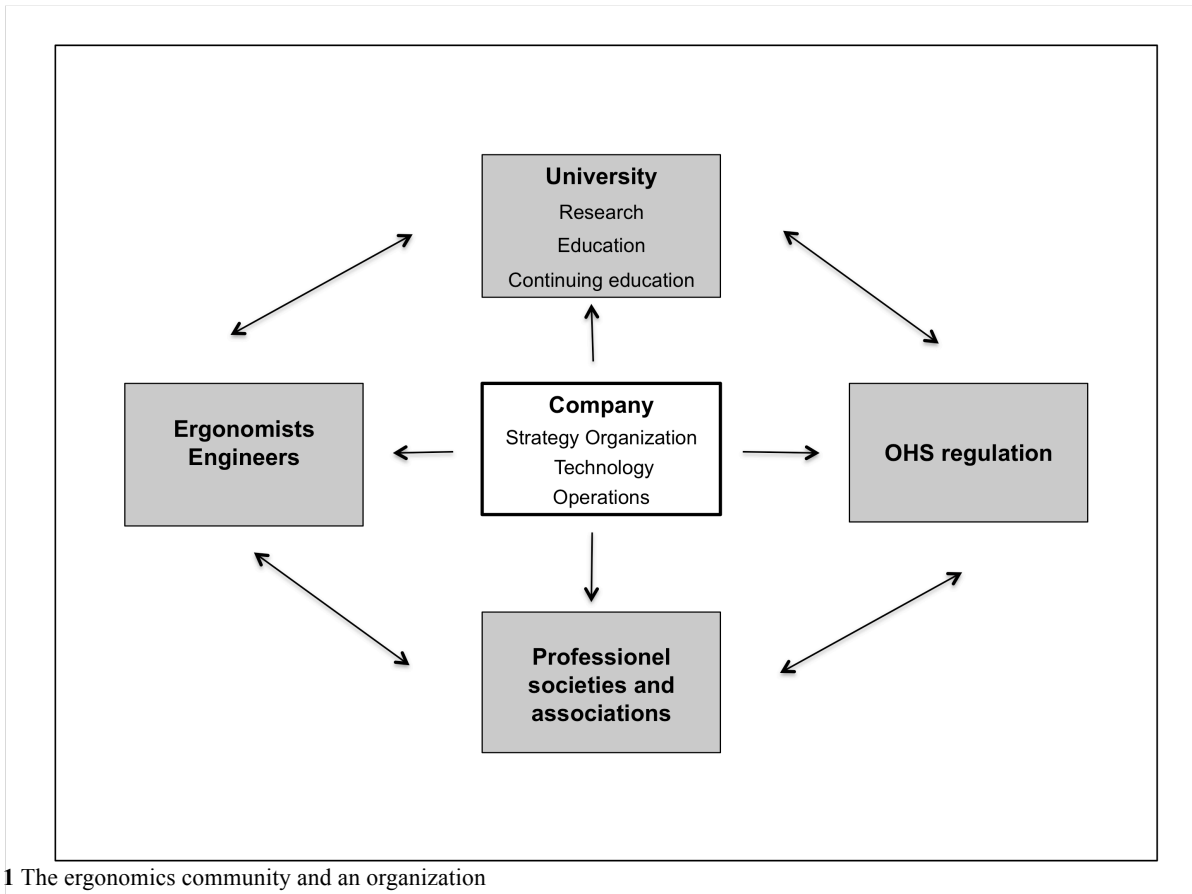 University
Research
Education
Continuing education
Ergonomists
Engineers
Company
Strategy Organization
Technology
Operations
OHS regulation
Professionel
societies and
associations
1 The ergonomics community and an organization